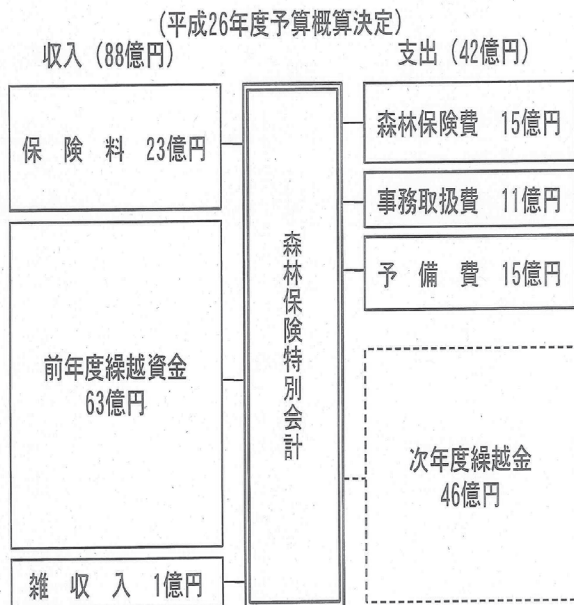 （平成26年度予算概算決定）
収入（88億円）
支出（42億円）
保　険　料　23億円
前年度繰越資金
63億円
雑　収　入　1億円
森林保険特別会計
森林保険費　15億円
事務取扱費　11億円
予　備　費　15億円
次年度繰越金
46億円